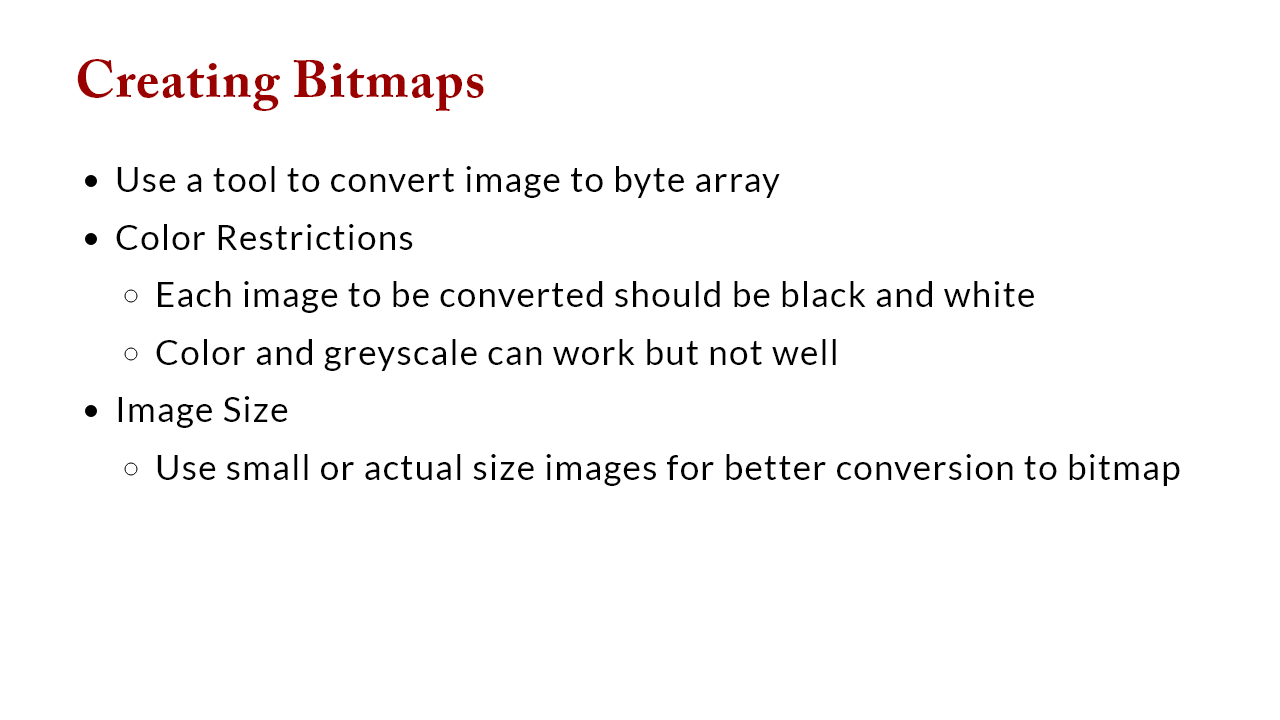 Creating Bitmaps
• Use a tool to convert image to byte array
• Color Restrictions
○ Each image to be converted should be black and white
○ Color and greyscale can work but not well
• Image Size
○ Use small or actual size images for better conversion to bitmap